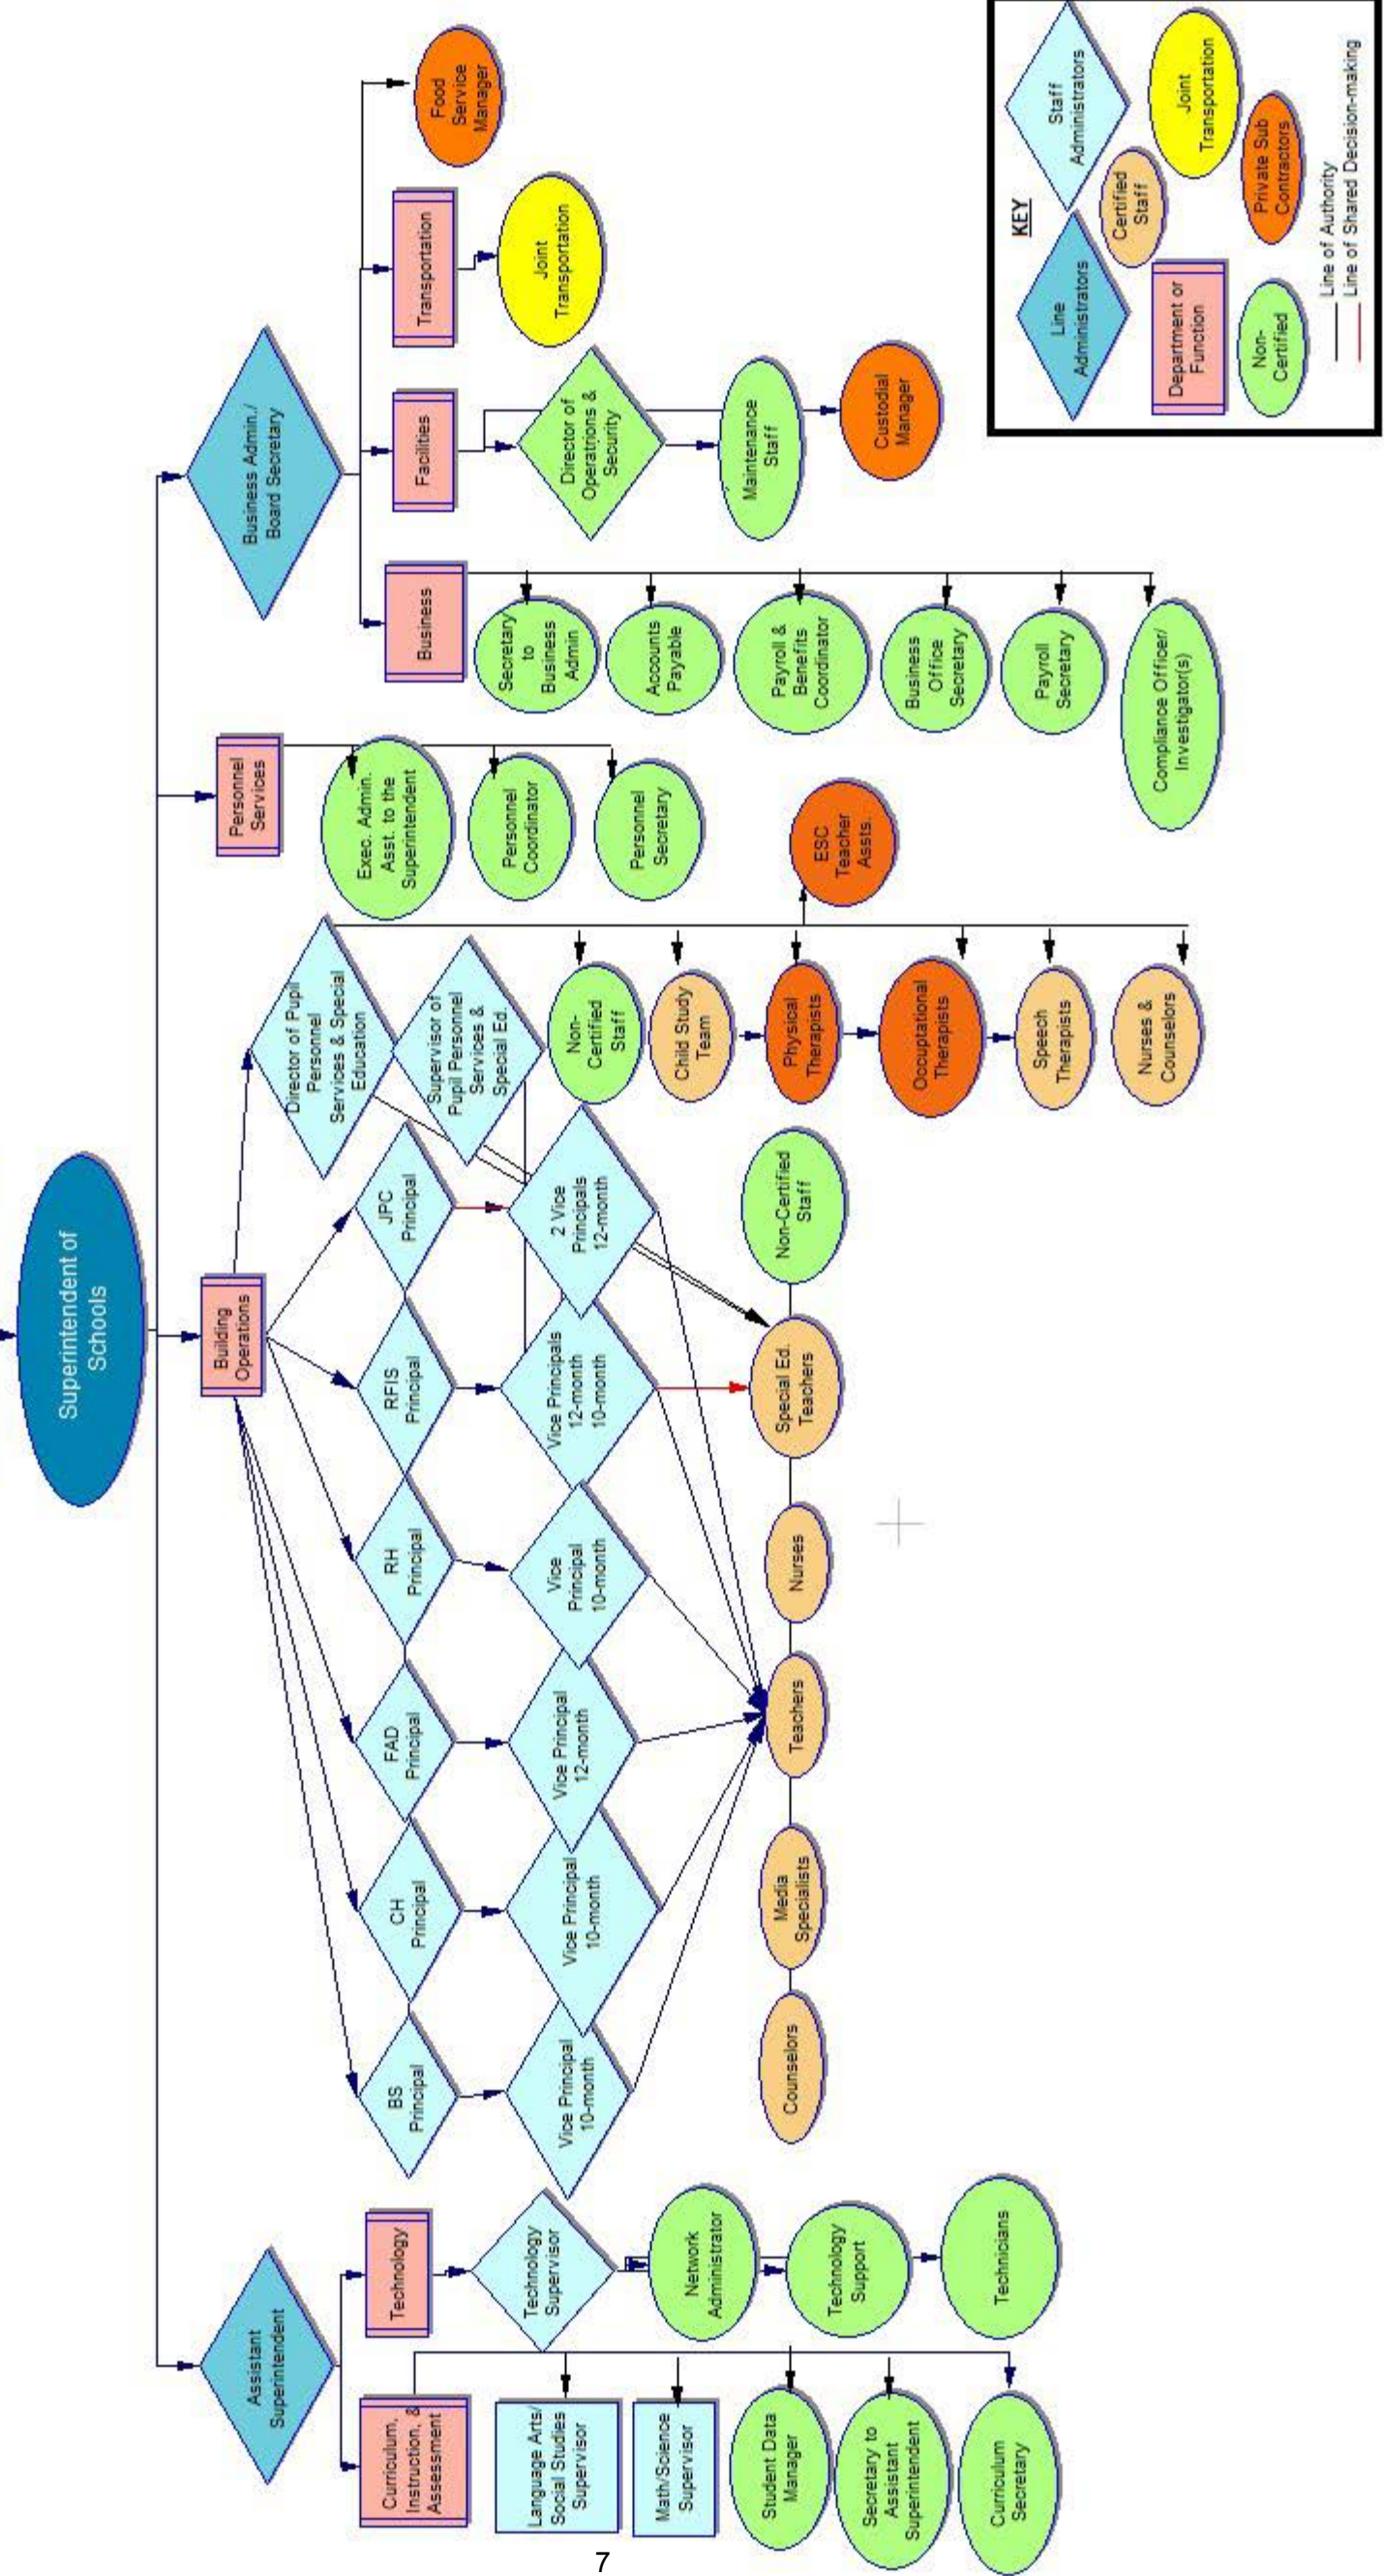 Superintendent of
Schools
Assistant
Superintendent
Building
Operations
Personnel
Services
Business Admin./
Board Secretary
Curriculum,
Instruction, &
Assessment
Technology
Language Arts/
Social Studies
Supervisor
Math/Science
Supervisor
Student Data
Manager
Secretary to
Assistant
Superintendent
Curriculum
Secretary
Technology
Supervisor
Network
Administrator
Technology
Support
Technicians
BS
Principal
CH
Principal
FAD
Principal
RH
Principal
RFIS
Principal
JPC
Principal
Vice Principal
10-month
Vice Principal
10-month
Vice Principal
12-month
Vice
Principal
10-month
Vice Principals
12-month
10-month
2 Vice
Principals
12-month
Counselors
Media
Specialists
Teachers
Nurses
Special Ed.
Teachers
Non-Certified
Staff
Director of Pupil
Personnel
Services & Special
Education
Supervisor of
Pupil Personnel
Services &
Special Ed.
Non-
Certified
Staff
Child Study
Team
Physical
Therapists
Occuptational
Therapists
Speech
Therapists
Nurses &
Counselors
ESC
Teacher
Assts.
Exec. Admin.
Asst. to the
Superintendent
Personnel
Coordinator
Personnel
Secretary
Business
Facilities
Transportation
Food
Service
Manager
Secretary
to
Business
Admin
Accounts
Payable
Payroll &
Benefits
Coordinator
Business
Office
Secretary
Payroll
Secretary
Compliance Officer/
Investigator(s)
Director of
Operatrions &
Security
Maintenance
Staff
Custodial
Manager
Joint
Transportation
KEY
Line
Administrators
Staff
Administrators
Certified
Staff
Department or
Function
Joint
Transportation
Non-
Certified
Private Sub
Contractors
Line of Authority
Line of Shared Decision-making
7